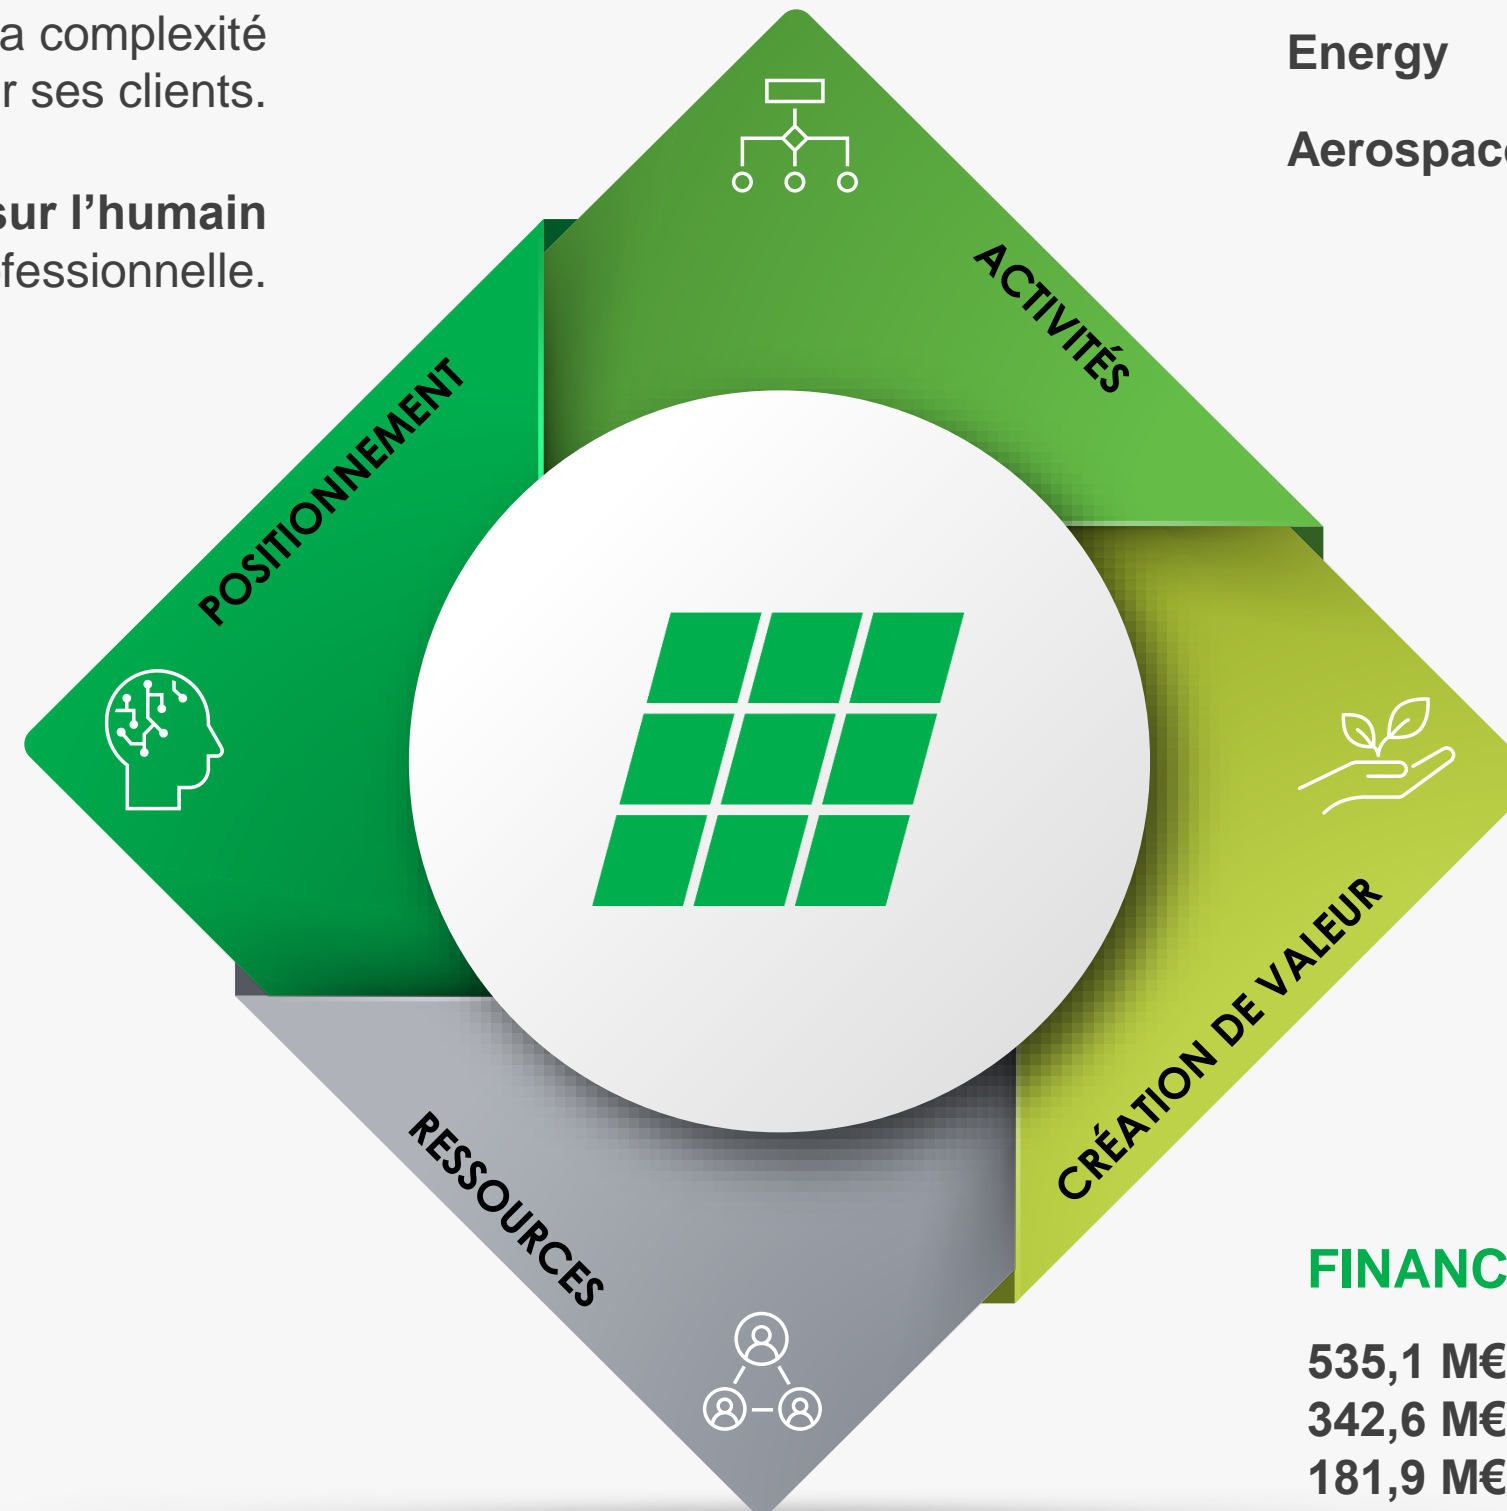 a complexité
r ses clients.
sur l’humain
fessionnelle.
Energy
Aerospace
ACTIVITÉS
POSITIONNEMENT
CRÉATION DE VALEUR
RESSOURCES
FINANC
535,1 M€
342,6 M€
181,9 M€